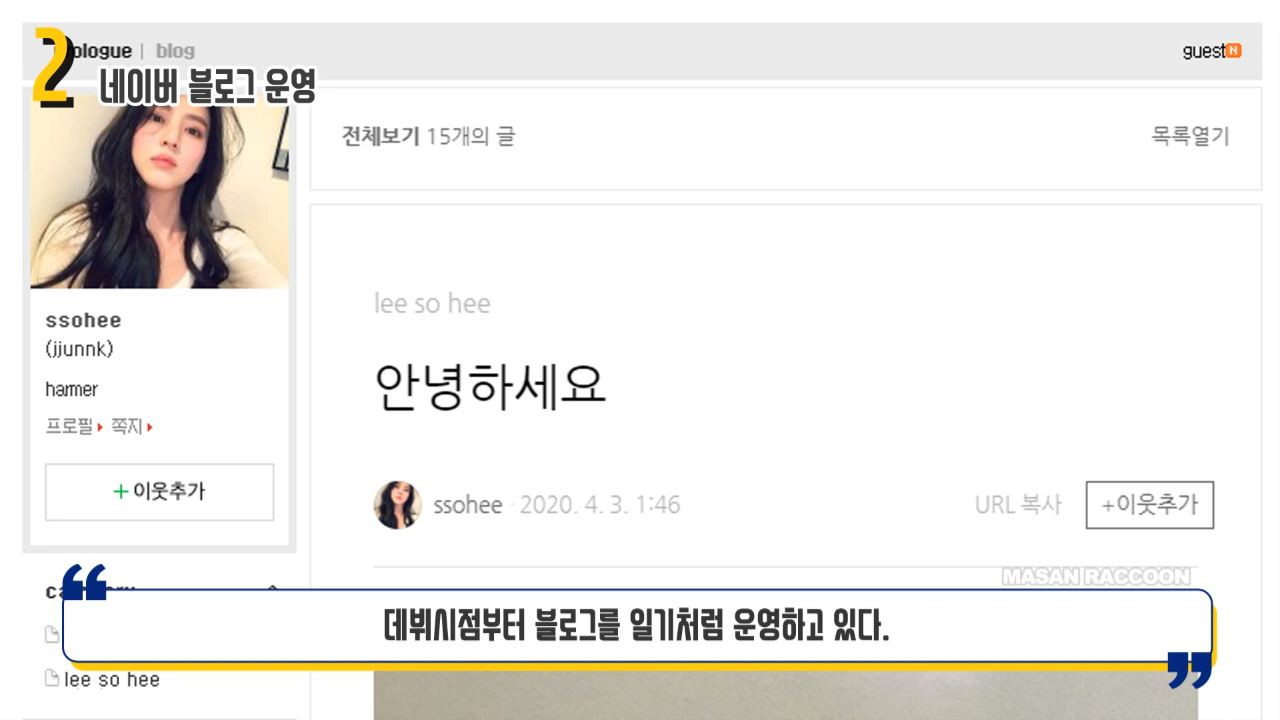 2
네이버 블로그 운영
ologue | blog
guest N
전체보기 15개의 글
목록열기
lee so hee
안녕하세요
ssohee
(jjunnk)
harmer
프로필 쪽지
+ 이웃추가
ssohee · 2020. 4. 3. 1:46
URL 복사
+이웃추가
MASAN RACCOON
“
데뷔시점부터 블로그를 일기처럼 운영하고 있다.
”
lee so hee